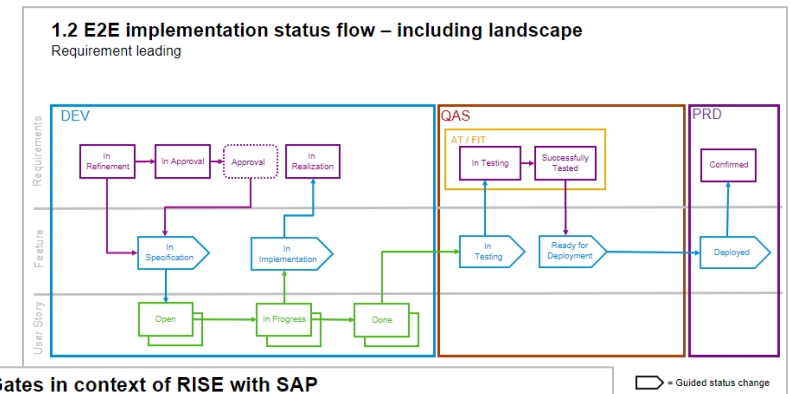 1.2 E2E implementation status flow – including landscape
Requirement leading
DEV
QAS
PRD
AT / FIT
Requirements
In
Refinement
In Approval
Approval
In
Realization
In Testing
Successfully
Tested
Confirmed
Feature
In
Specification
In
Implementation
In
Testing
Ready for
Deployment
Deployed
User Story
Open
In Progress
Done
Gates in context of RISE with SAP
= Guided status change